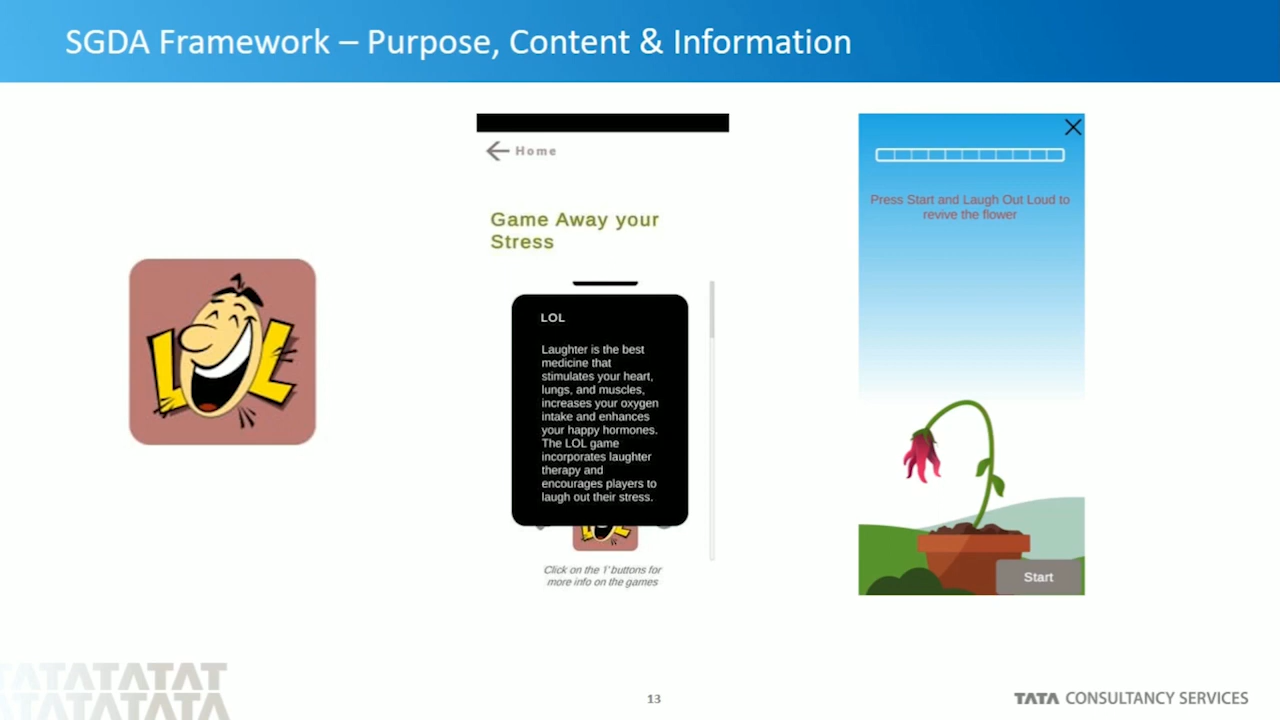 SGDA Framework – Purpose, Content & Information
LOL
Home
Game Away your
Stress
LOL
Laughter is the best
medicine that
stimulates your heart,
lungs, and muscles,
increases your oxygen
intake and enhances
your happy hormones.
The LOL game
incorporates laughter
therapy and
encourages players to
laugh out their stress.
Click on the 'i' buttons for
more info on the games
Press Start and Laugh Out Loud to
revive the flower
Start
TATATATATAT
TATATATATA
13
TATA CONSULTANCY SERVICES